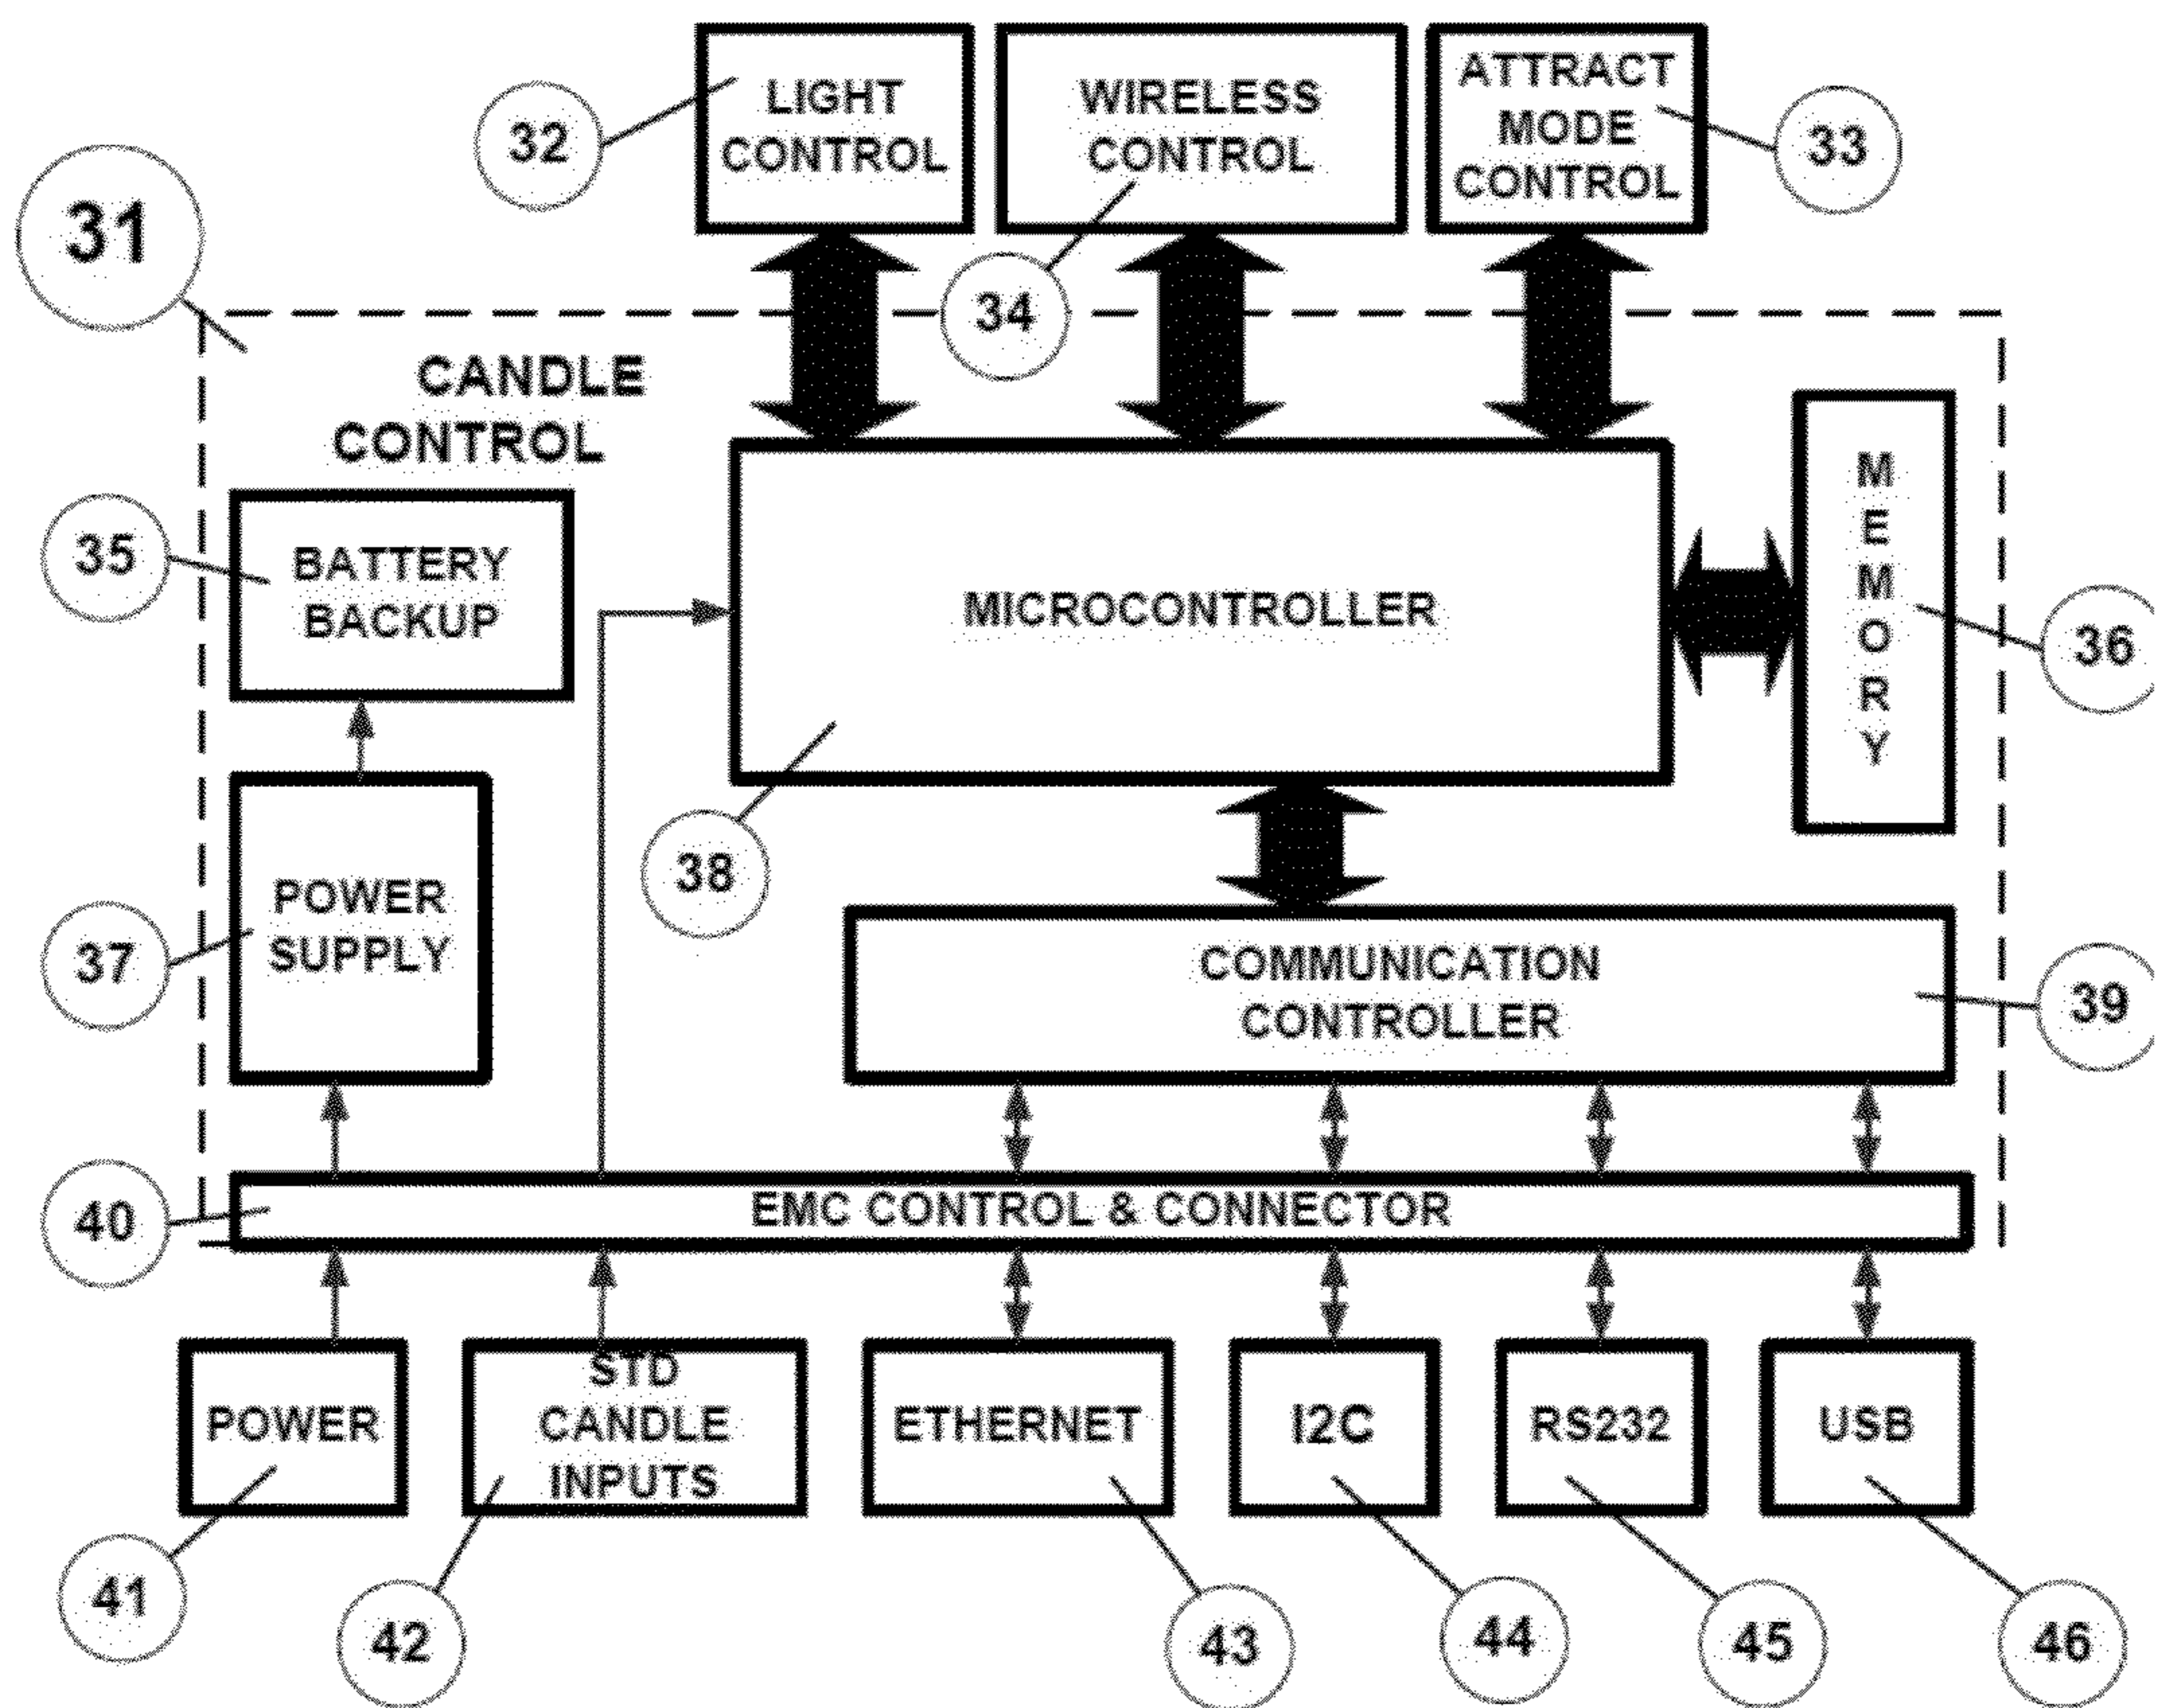 LIGHT
CONTROL
WIRELESS
CONTROL
ATTRACT
MODE
CONTROL
32
33
31
34
CANDLE
CONTROL
35
BATTERY
BACKUP
MICROCONTROLLER
M
E
M
O
R
Y
36
38
37
POWER
SUPPLY
COMMUNICATION
CONTROLLER
39
40
EMC CONTROL & CONNECTOR
POWER
STD
CANDLE
INPUTS
ETHERNET
I2C
RS232
USB
41
42
43
44
45
46